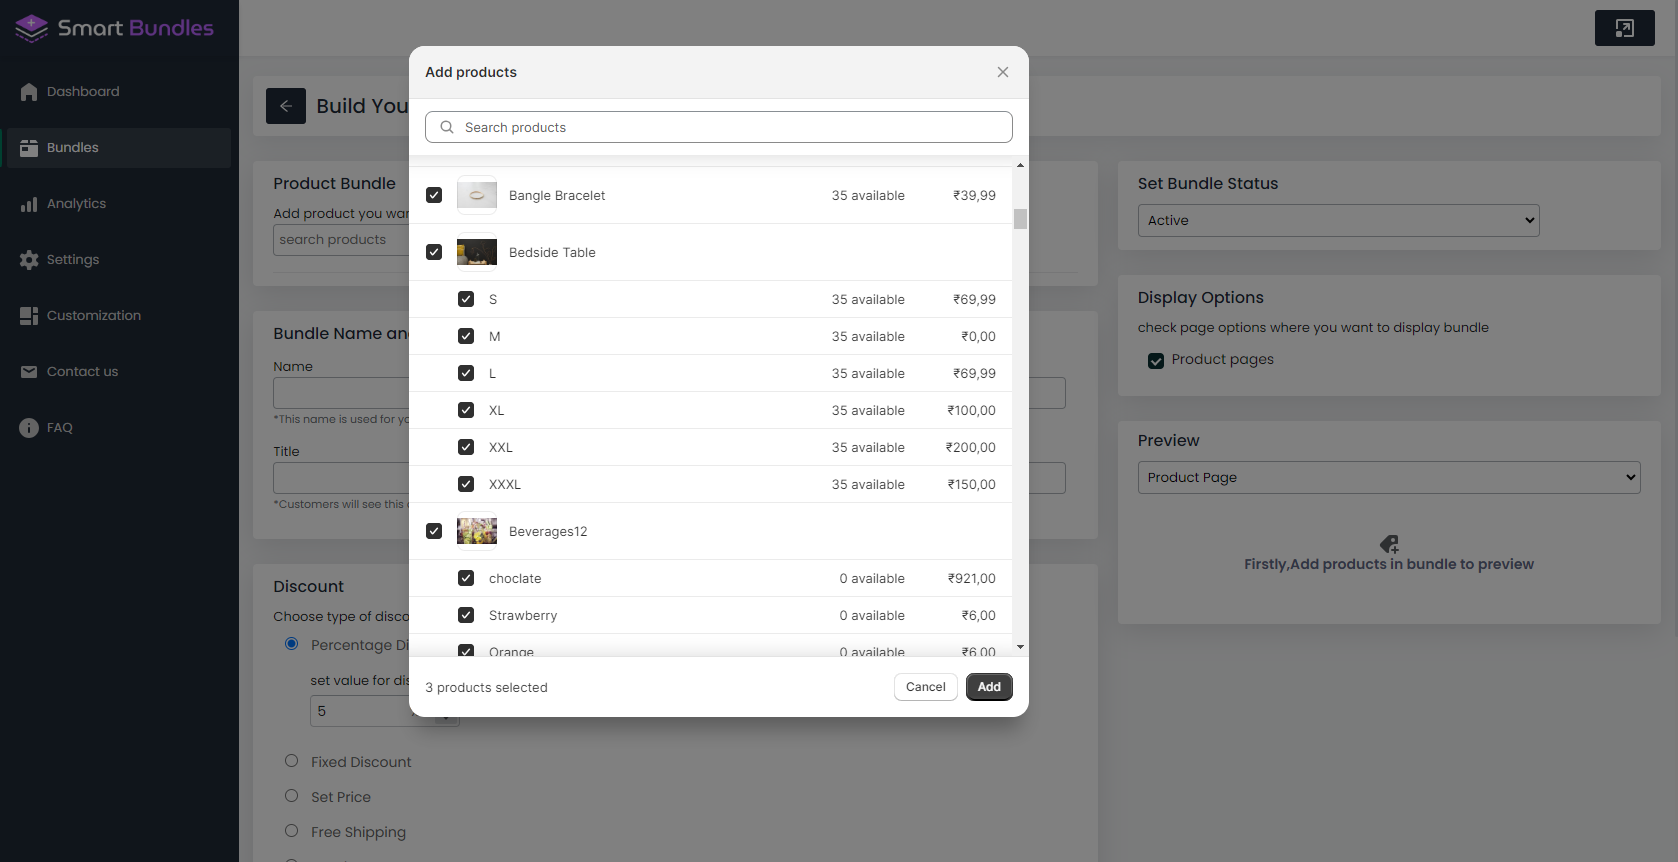 Smart Bundles
Dashboard
Bundles
Analytics
Settings
Customization
Contact us
FAQ
Build You
Product Bundle
Add product you war
search products
Bundle Name an
Name
*This name is used for yo
Title
*Customers will see this
Discount
Choose type of disco
Percentage Di
set value for dis
5
Fixed Discount
Set Price
Free Shipping
Add products
Search products
Bangle Bracelet 35 available ₹39,99
Bedside Table
S 35 available ₹69,99
M 35 available ₹0,00
L 35 available ₹69,99
XL 35 available ₹100,00
XXL 35 available ₹200,00
XXXL 35 available ₹150,00
Beverages12
choclate 0 available ₹921,00
Strawberry 0 available ₹6,00
Orange 0 available ₹6,00
3 products selected
Cancel
Add
Set Bundle Status
Active
Display Options
check page options where you want to display bundle
Product pages
Preview
Product Page
Firstly,Add products in bundle to preview